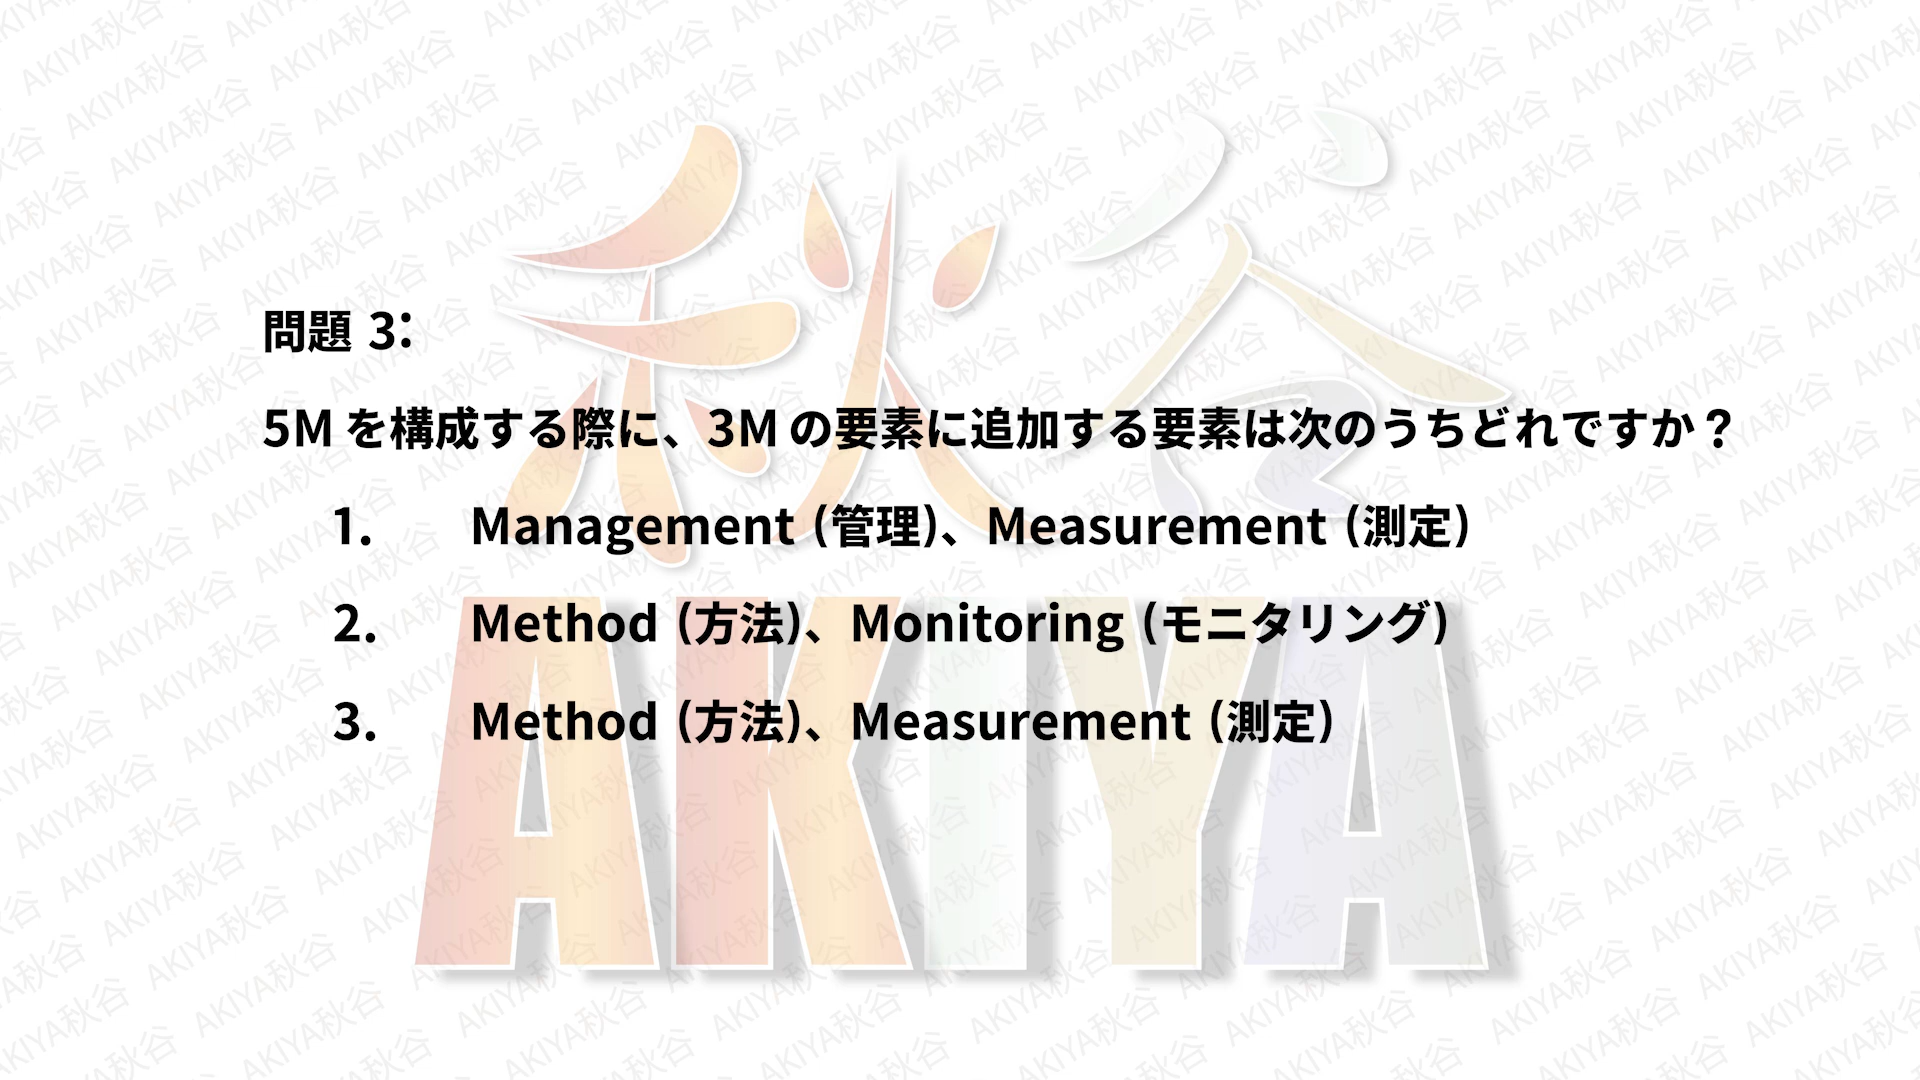 問題 3:
5M を構成する際に、3M の要素に追加する要素は次のうちどれですか？
1. Management (管理)、Measurement (測定)
2. Method (方法)、Monitoring (モニタリング)
3. Method (方法)、Measurement (測定)
秋谷
AKIYA